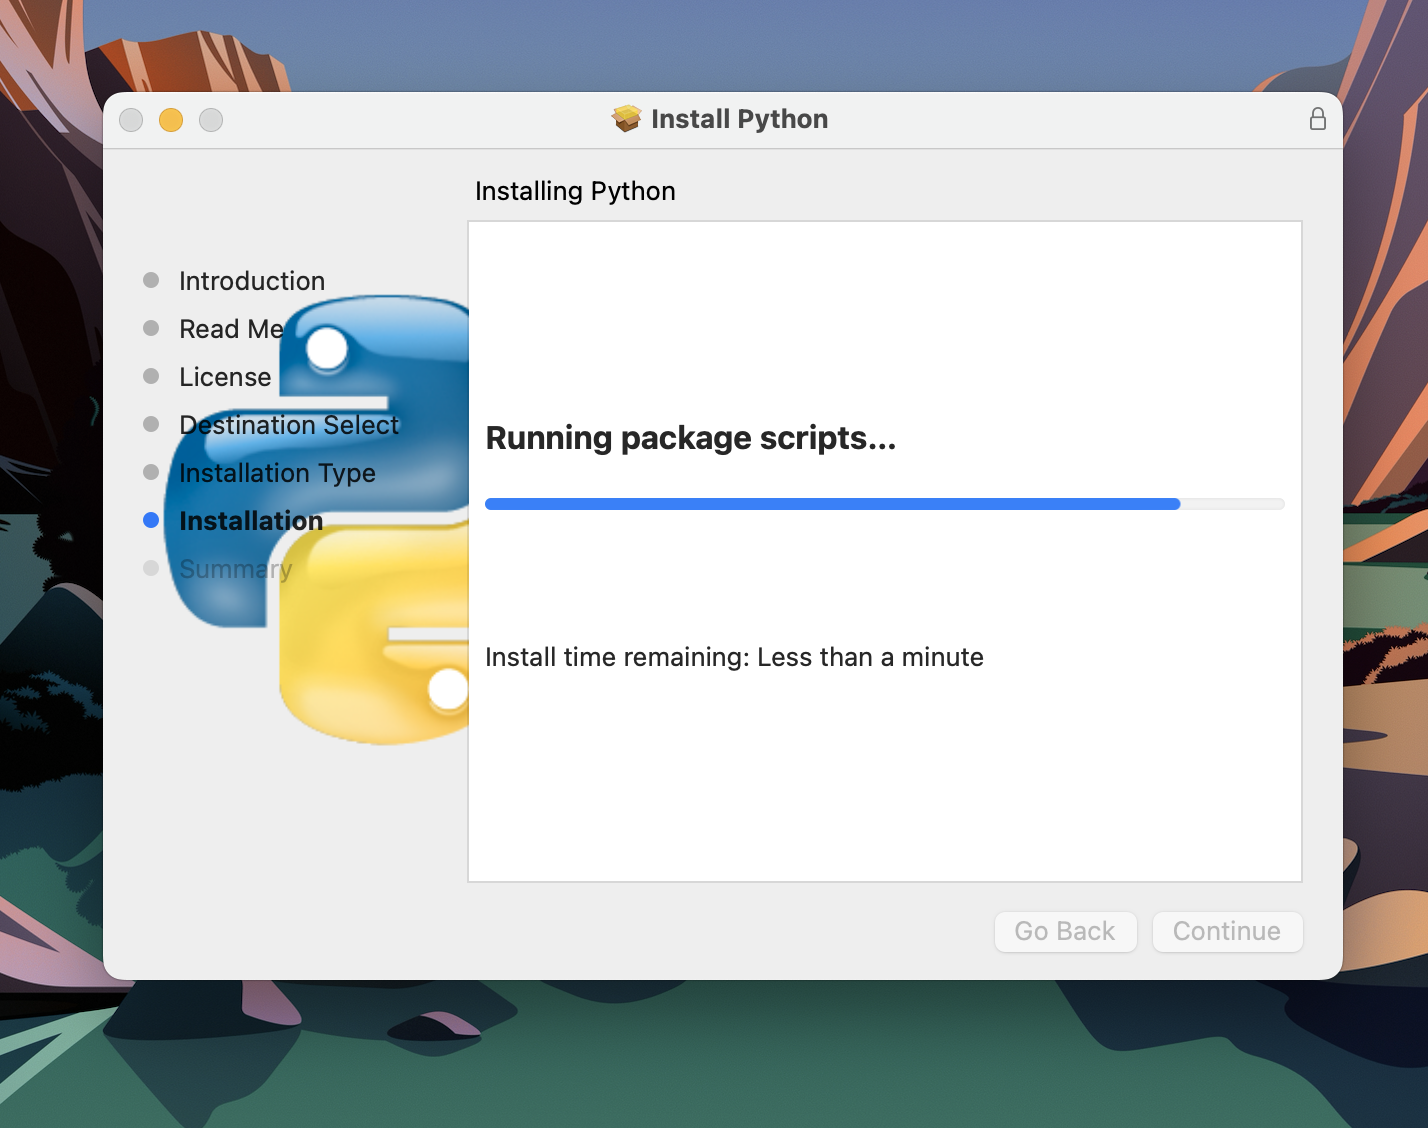 Install Python
Installing Python
Introduction
Read Me
License
Destination Select
Installation Type
Installation
Summary
Running package scripts...
Install time remaining: Less than a minute
Go Back
Continue